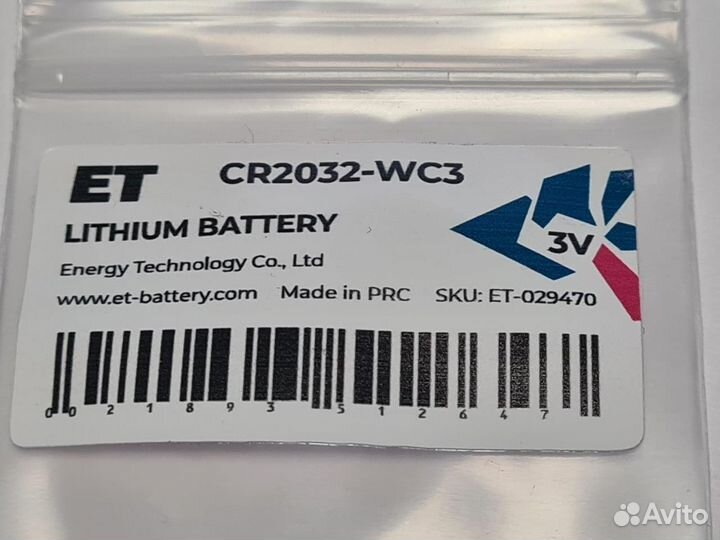 ET CR2032-WC3
LITHIUM BATTERY
3V
Energy Technology Co., Ltd
www.et-battery.com Made in PRC SKU: ET-029470
0 0 2 1 8 9 3 5 1 2 6 4 7
Avito